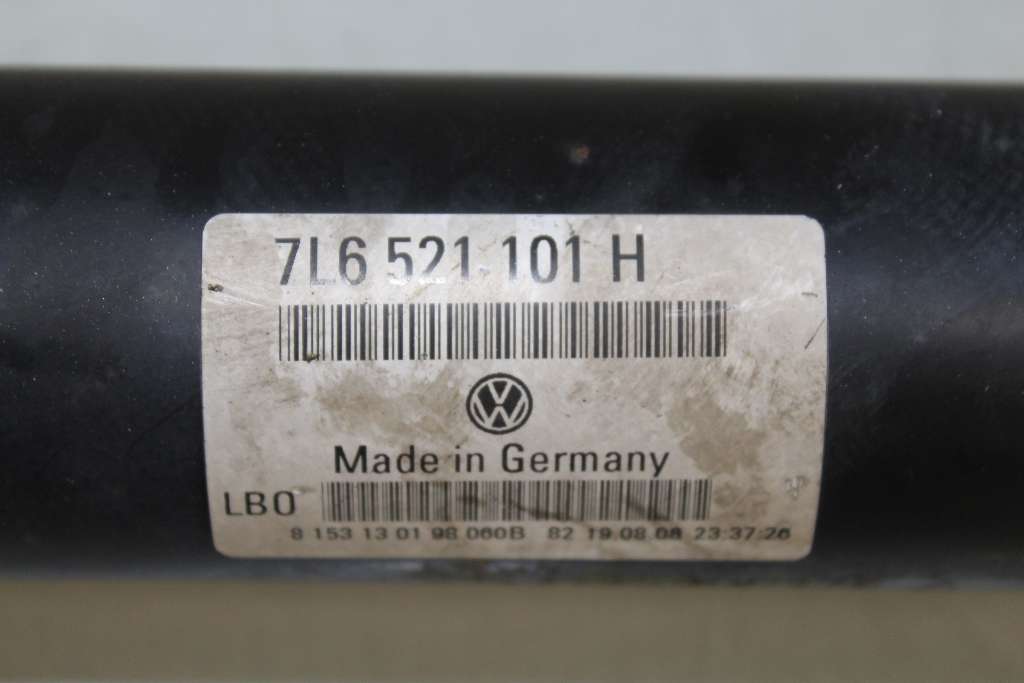 7L6 521 101 H
Made in Germany
LBO
8 153 13 01 98 060B 82 19.08.08 23:37:26